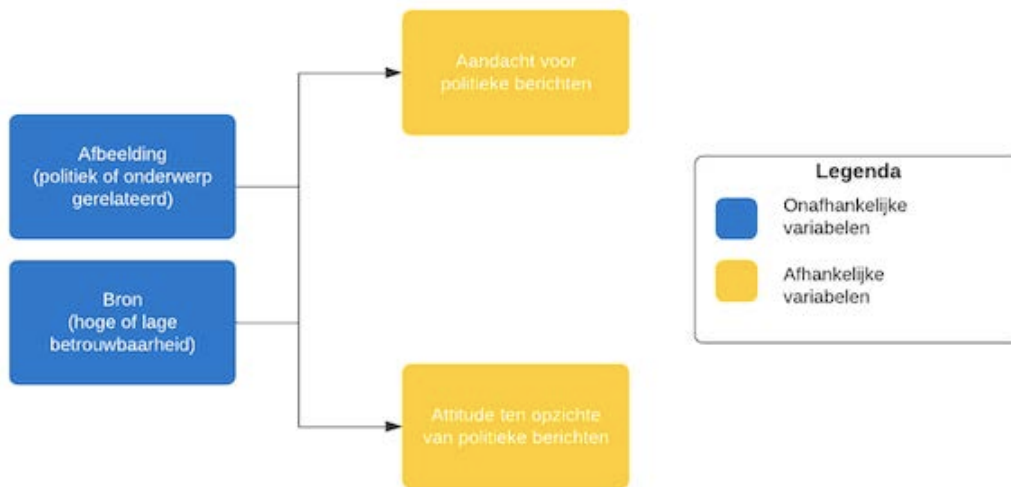 Aandacht voor
politieke berichten
Afbeelding
(politiek of onderwerp
gerelateerd)
Bron
(hoge of lage
betrouwbaarheid)
Attitude ten opzichte
van politieke berichten
Legenda
Onafhankelijke
variabelen
Afhankelijke
variabelen